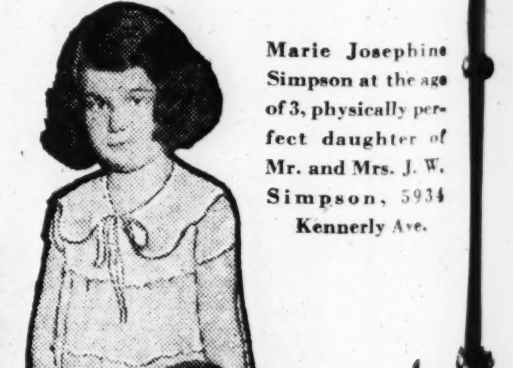 Marie Josephine
Simpson at the age
of 3, physically per-
fect daughter of
Mr. and Mrs. J. W.
Simpson, 5934
Kennerly Ave.